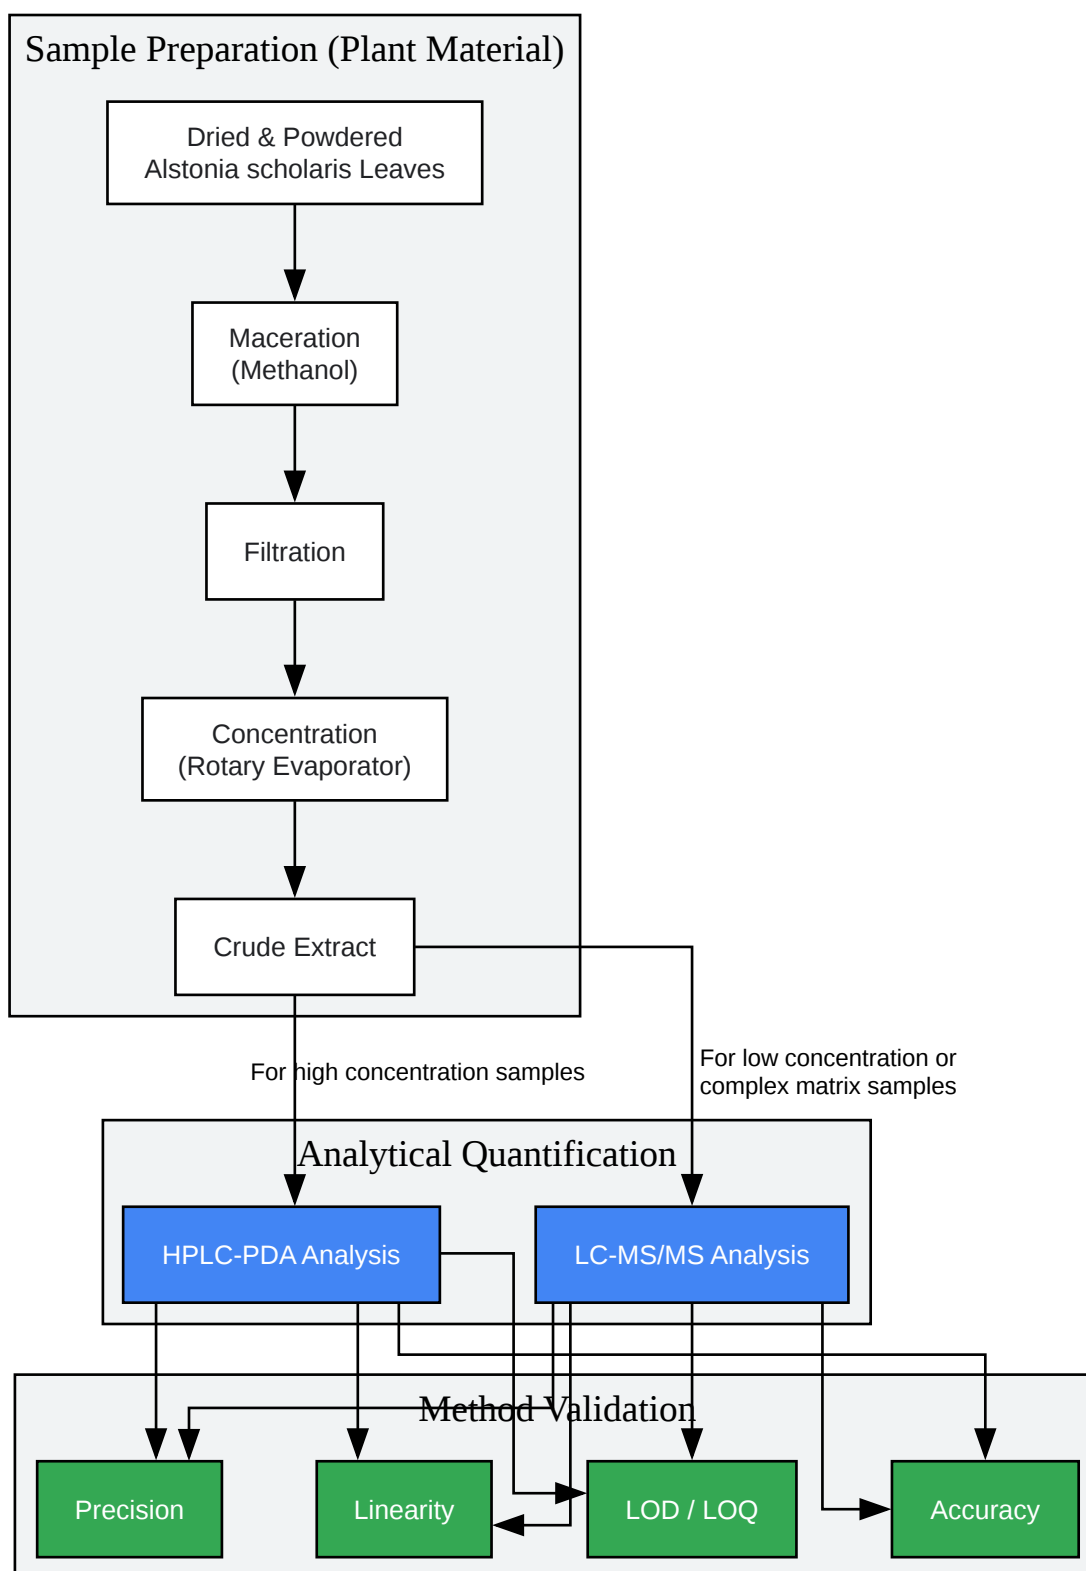 Sample Preparation (Plant Material)
Dried & Powdered
Alstonia scholaris Leaves
Maceration
(Methanol)
Filtration
Concentration
(Rotary Evaporator)
Crude Extract
For high concentration samples
For low concentration or
complex matrix samples
Analytical Quantification
HPLC-PDA Analysis
LC-MS/MS Analysis
Method Validation
Precision
Linearity
LOD / LOQ
Accuracy